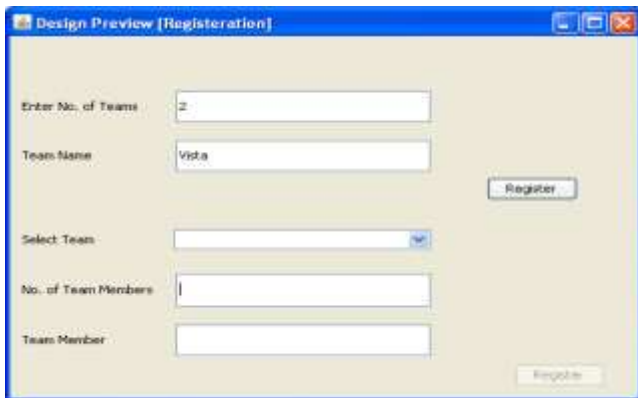 Design Preview [Registeration]
Enter No. of Teams 2
Team Name Vista
Register
Select Team
No. of Team Members
Team Member
Register